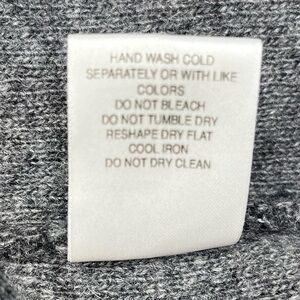 HAND WASH COLD
SEPARATELY OR WITH LIKE
COLORS
DO NOT BLEACH
DO NOT TUMBLE DRY
RESHAPE DRY FLAT
COOL IRON
DO NOT DRY CLEAN